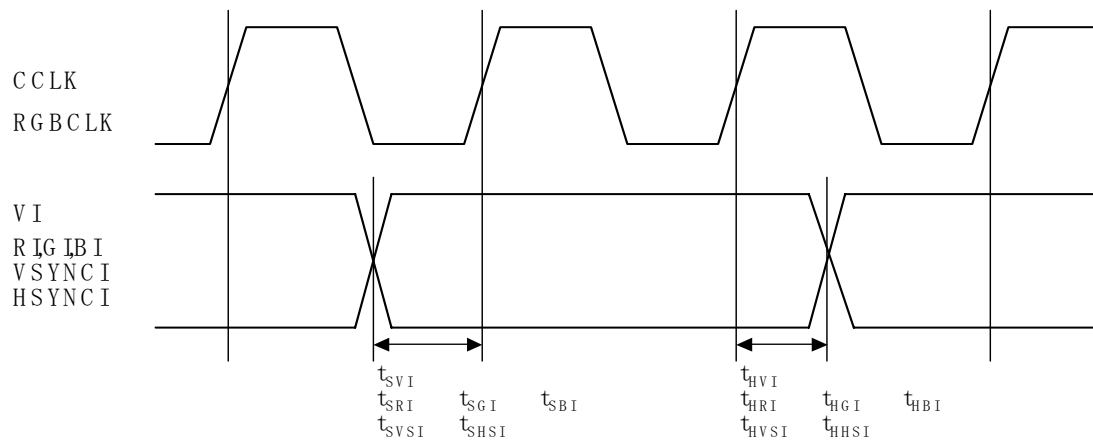 CCLK
RGBCLK
VI
RI,GI,BI
VSYNCI
HSYNCI
tSVI tHVI
tSRI tSGI tSBI tHRI tHGI tHBI
tSVSI tSHSI tHVSI tHHSI